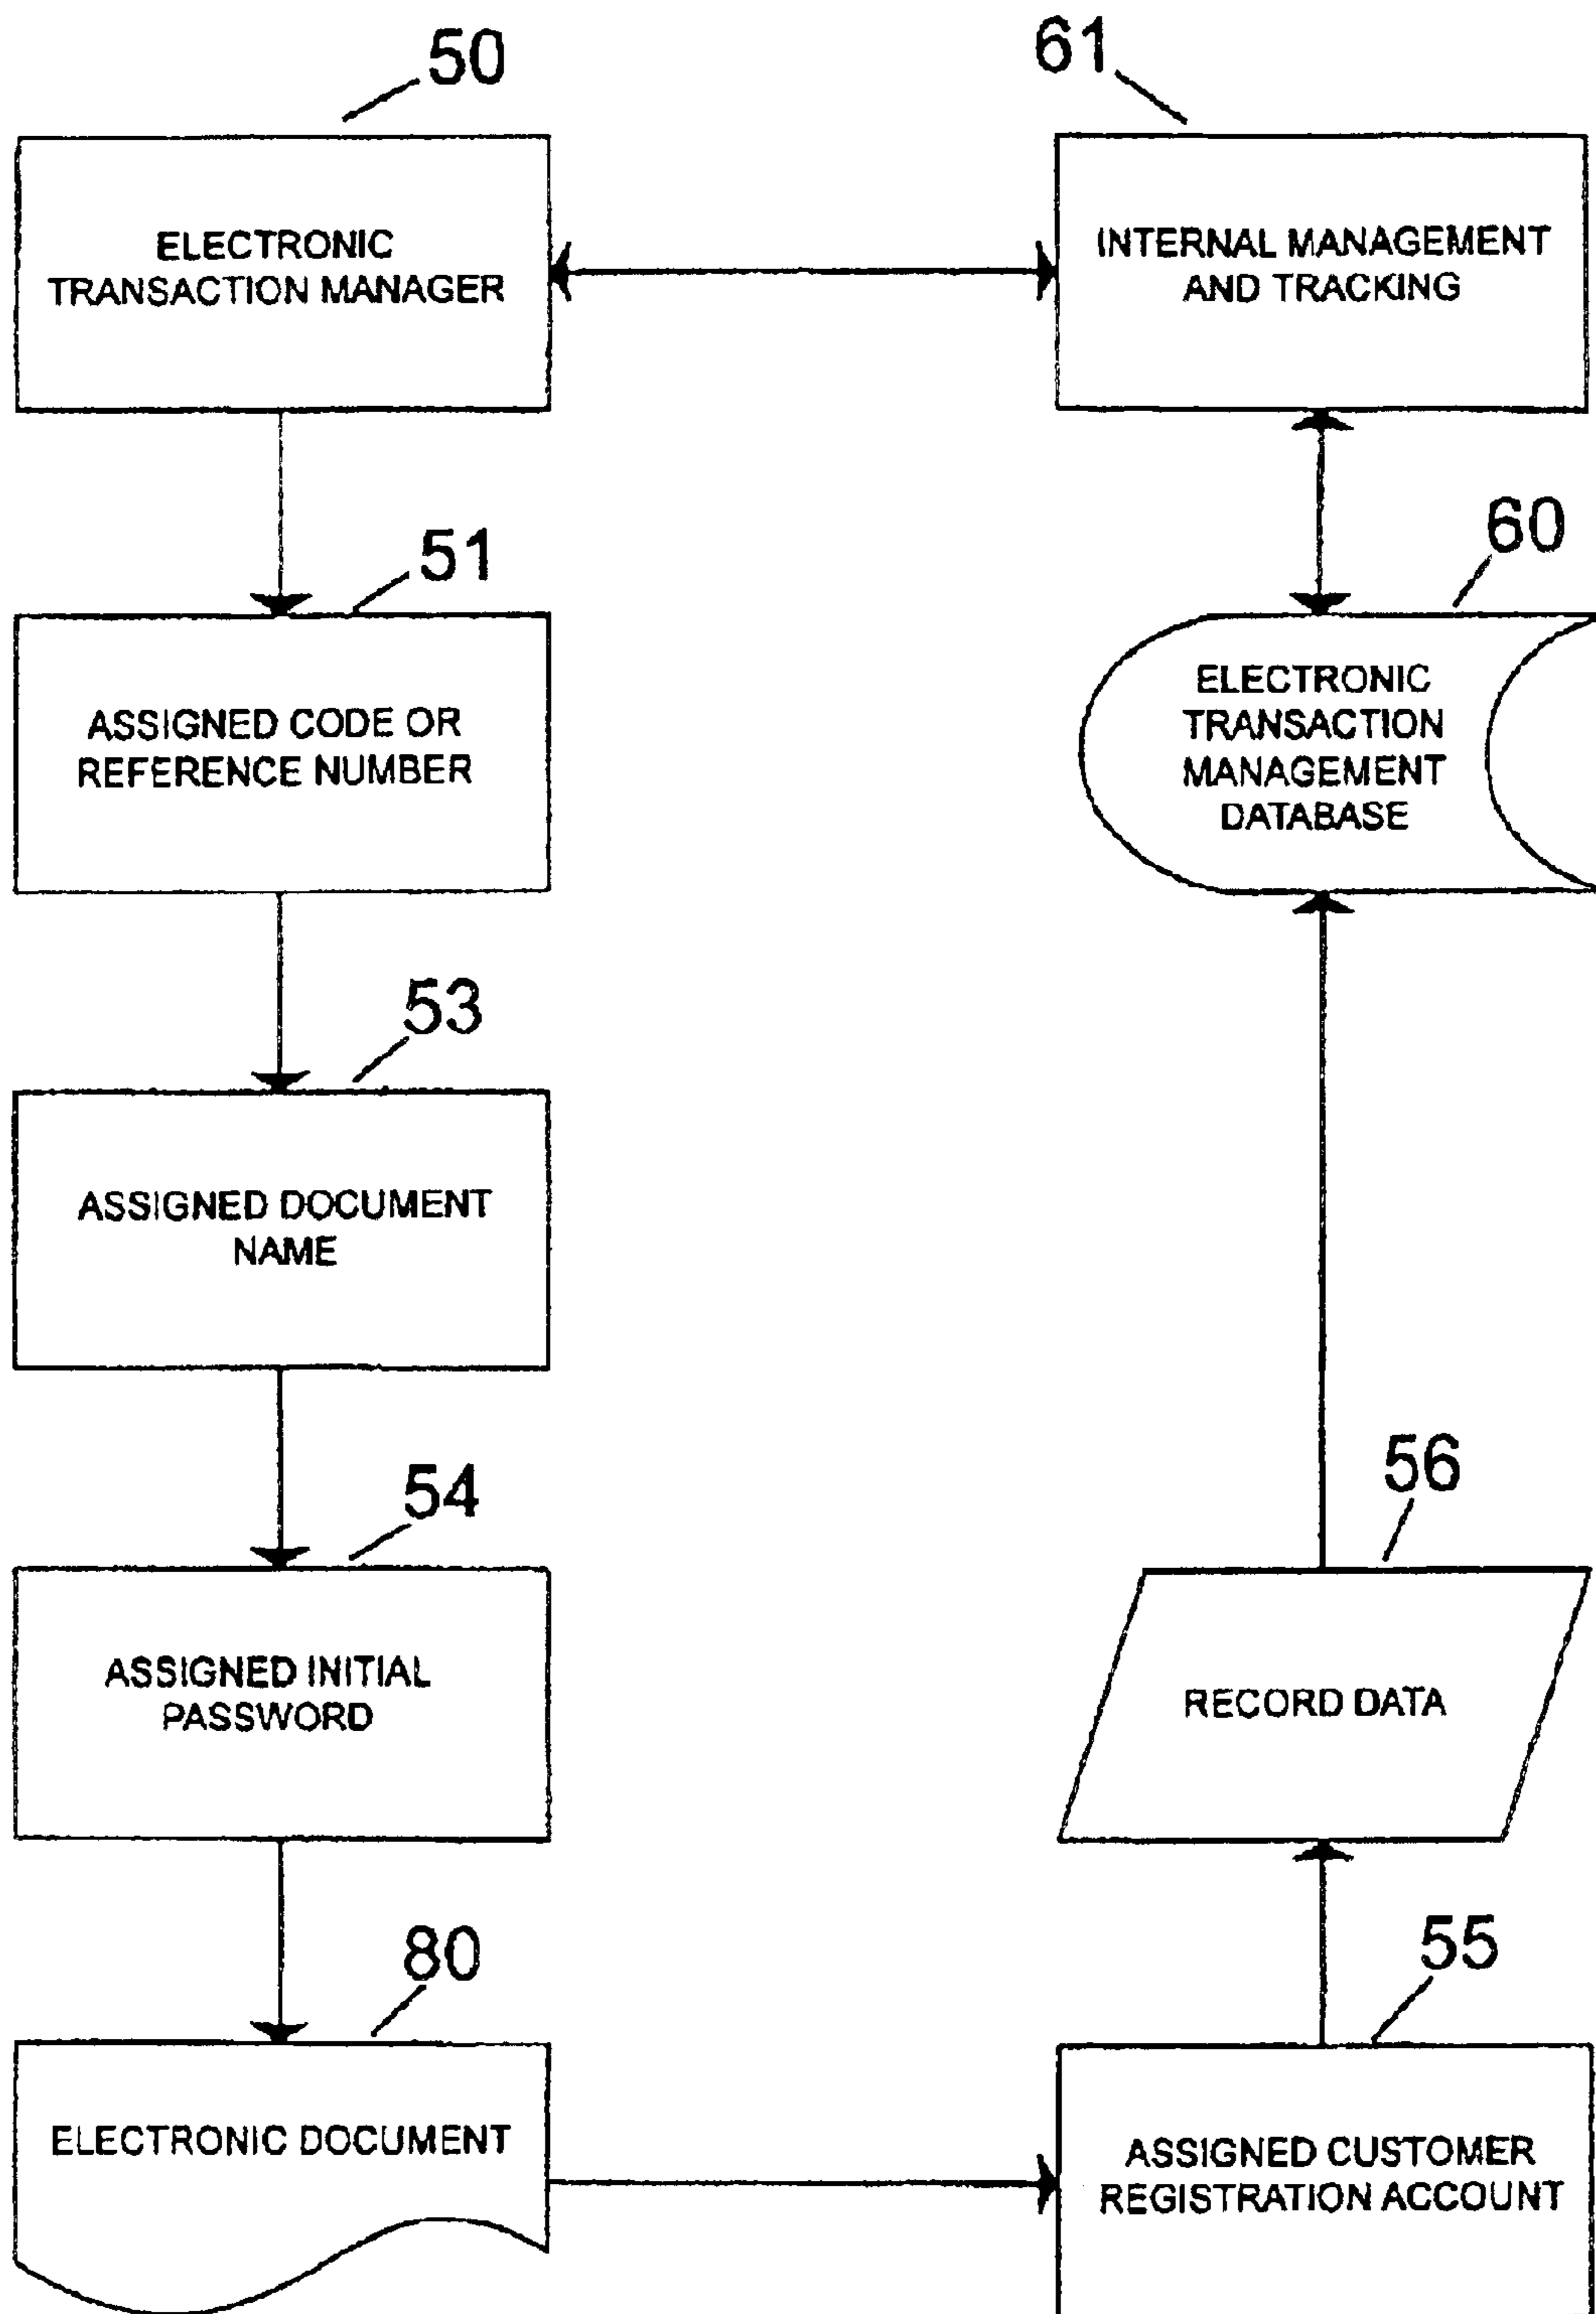 50
ELECTRONIC
TRANSACTION MANAGER
61
INTERNAL MANAGEMENT
AND TRACKING
51
ASSIGNED CODE OR
REFERENCE NUMBER
60
ELECTRONIC
TRANSACTION
MANAGEMENT
DATABASE
53
ASSIGNED DOCUMENT
NAME
54
ASSIGNED INITIAL
PASSWORD
56
RECORD DATA
80
ELECTRONIC DOCUMENT
55
ASSIGNED CUSTOMER
REGISTRATION ACCOUNT